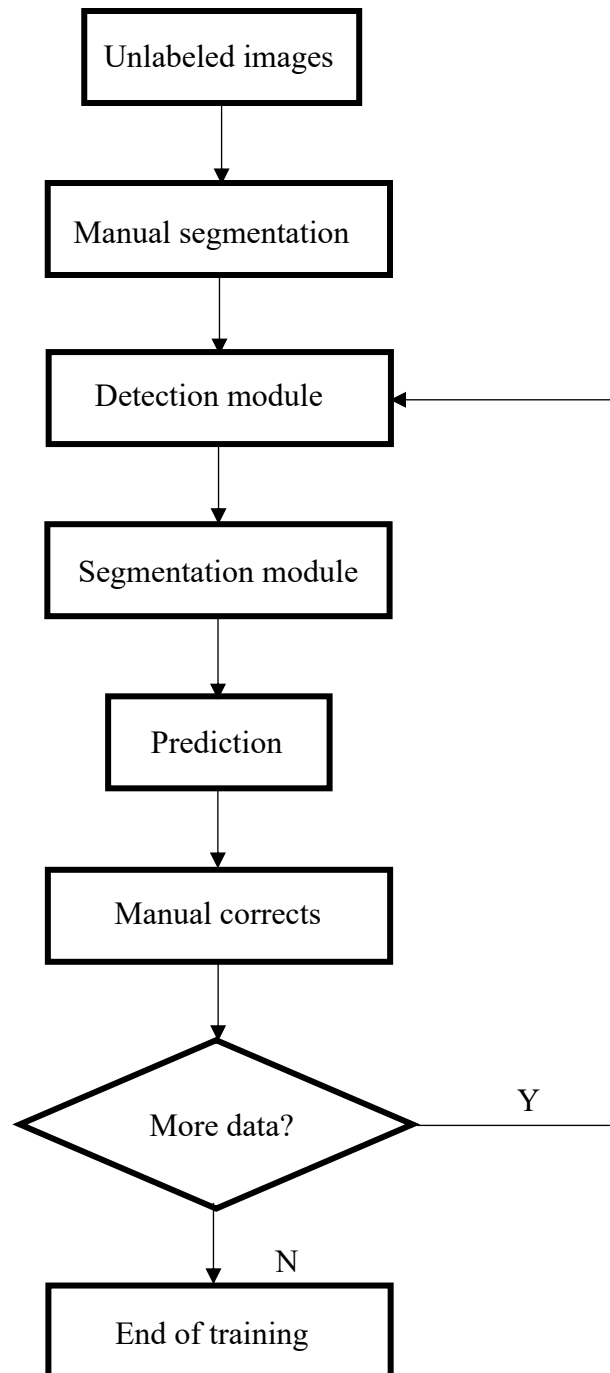 Unlabeled images
Manual segmentation
Detection module
Segmentation module
Prediction
Manual corrects
More data?
Y
N
End of training